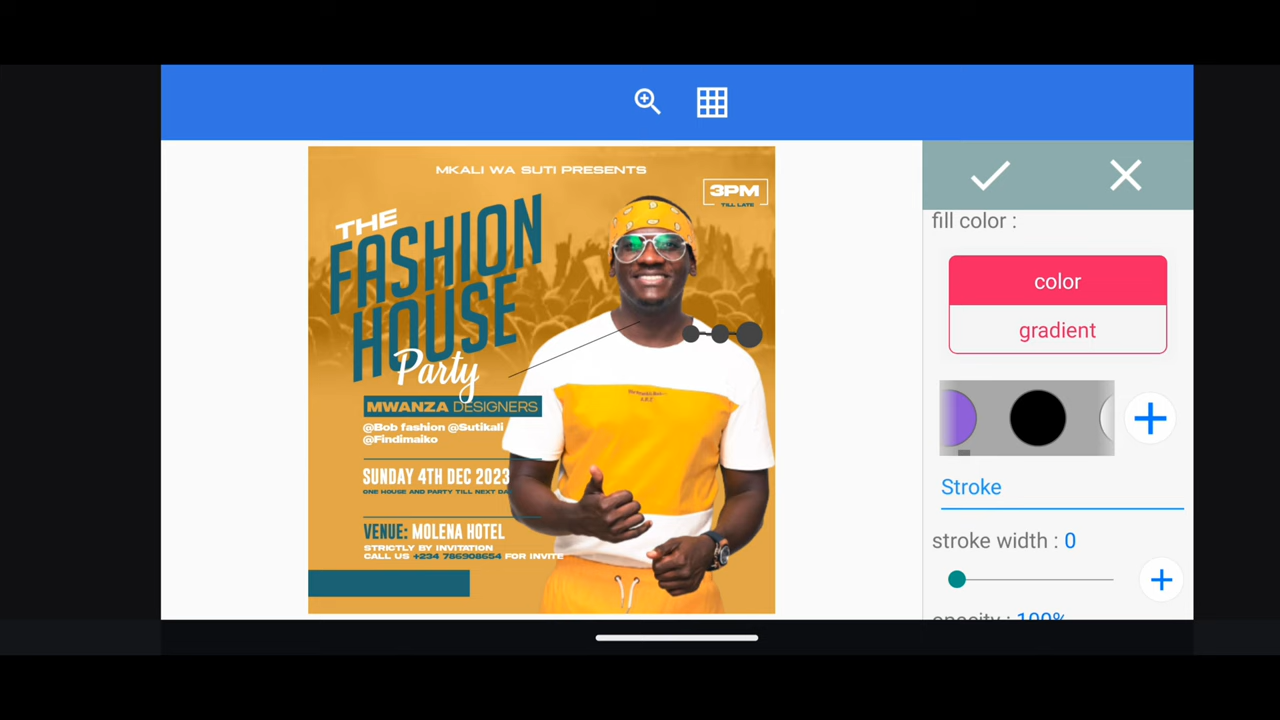 MKALI WA SUTI PRESENTS
3PM
TILL LATE
THE
FASHION
HOUSE
Party
MWANZA DESIGNERS
@Bob fashion @Sutikali
@Findimaiko
SUNDAY 4TH DEC 2023
ONE HOUSE AND PARTY TILL NEXT
VENUE: MOLENA HOTEL
STRICTLY BY INVITATION
CALL US +234 786908654 FOR INVITE
fill color :
color
gradient
Stroke
stroke width : 0
opacity : 100%